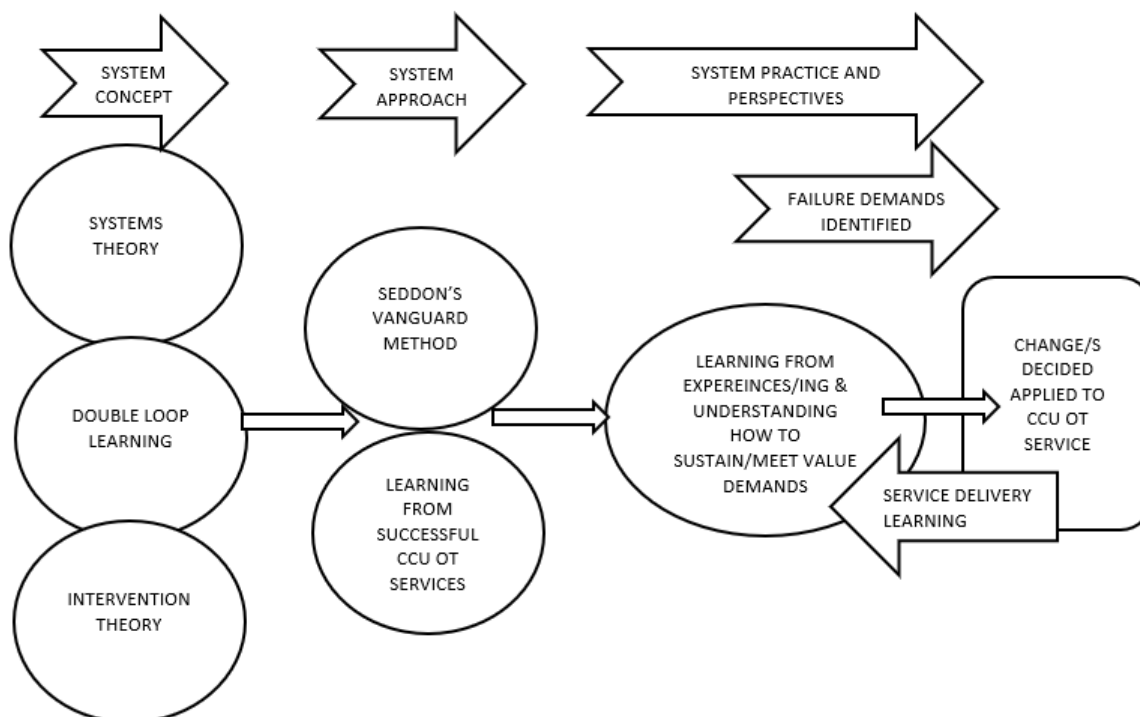 SYSTEM
CONCEPT
SYSTEM
APPROACH
SYSTEM PRACTICE AND
PERSPECTIVES
FAILURE DEMANDS
IDENTIFIED
SYSTEMS
THEORY
DOUBLE LOOP
LEARNING
INTERVENTION
THEORY
SEDDON'S
VANGUARD
METHOD
LEARNING
FROM
SUCCESSFUL
CCU OT
SERVICES
LEARNING FROM
EXPEREINCES/ING &
UNDERSTANDING
HOW TO
SUSTAIN/MEET VALUE
DEMANDS
CHANGE/S
DECIDED
APPLIED TO
CCU OT
SERVICE
SERVICE DELIVERY
LEARNING